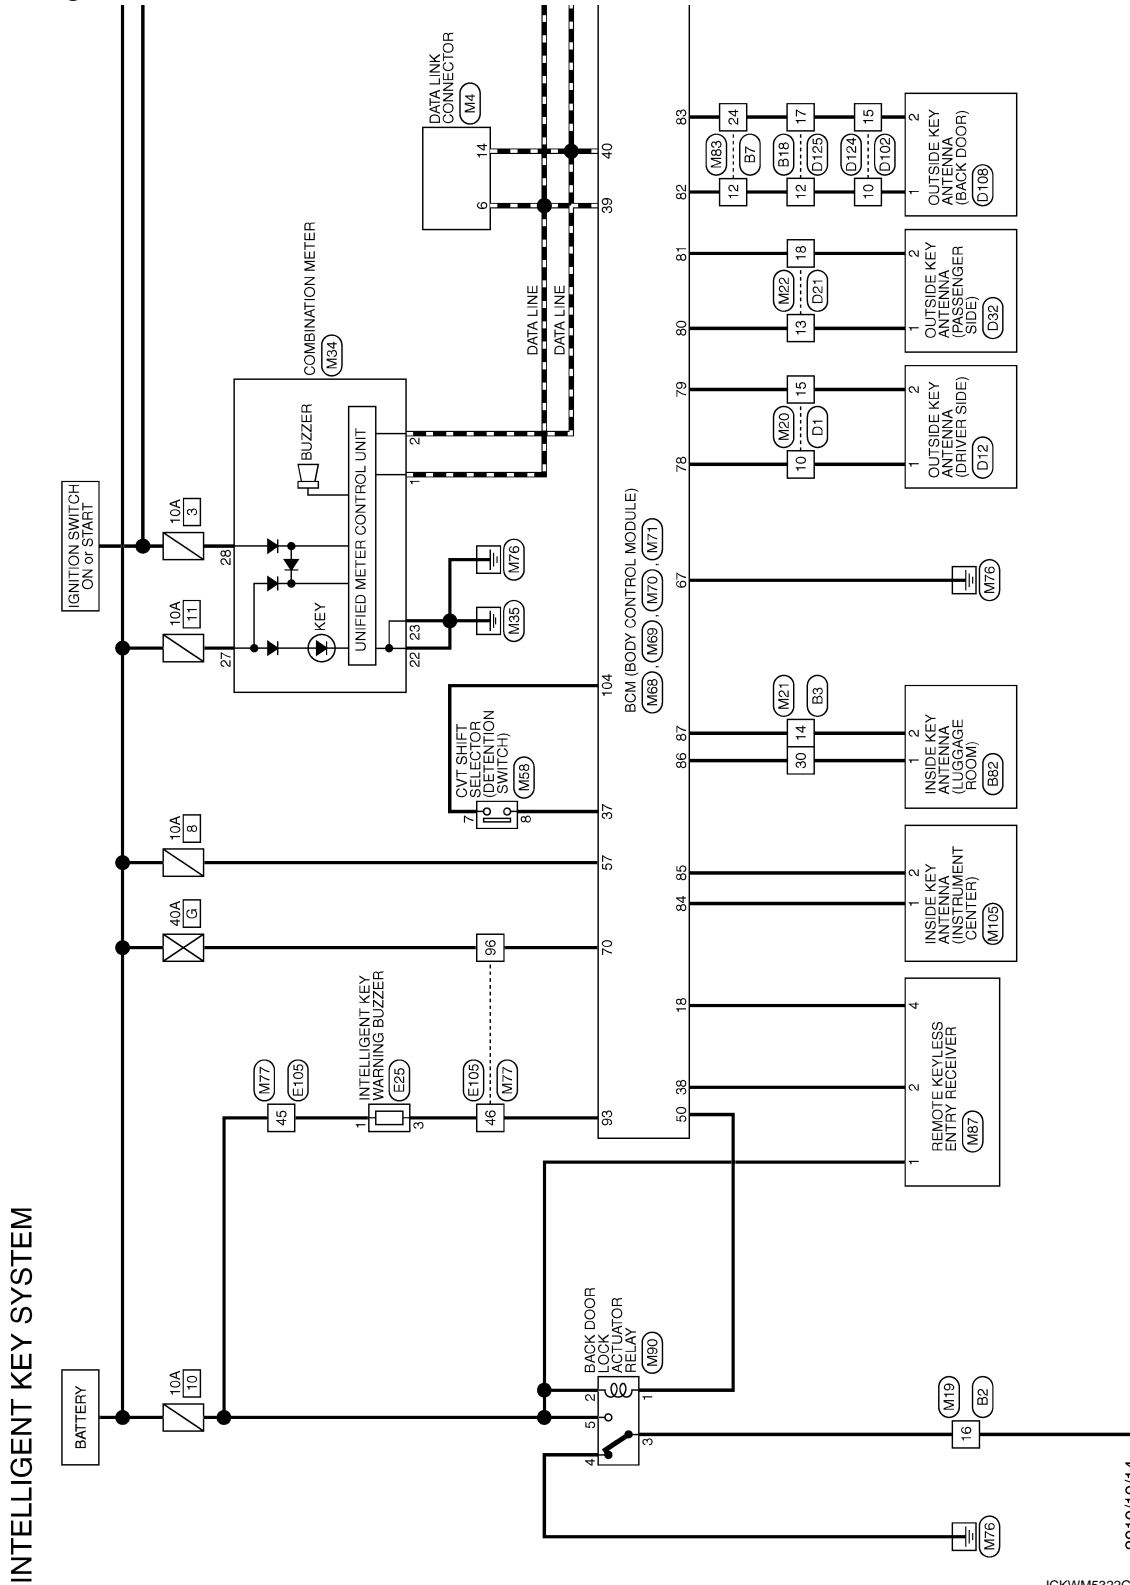 INTELLIGENT KEY SYSTEM
BATTERY
10A
10
40A
G
10A
8
10A
11
10A
3
IGNITION SWITCH
ON or START
M77
E105
45
INTELLIGENT KEY
WARNING BUZZER
E25
1
3
E105
M77
46
96
CVT SHIFT
SELECTOR
(DETENTION
SWITCH)
M58
7
8
COMBINATION METER
M34
27
28
KEY
BUZZER
UNIFIED METER CONTROL UNIT
22
23
1
2
M35
M76
DATA LINK
CONNECTOR
M4
6
14
DATA LINE
DATA LINE
93
70
57
37
104
39
40
BCM (BODY CONTROL MODULE)
M68 , M69 , M70 , M71
50
38
18
84
85
86
87
67
78
79
80
81
82
83
BACK DOOR
LOCK
ACTUATOR
RELAY
M90
4
5
2
3
1
M76
M19
B2
16
REMOTE KEYLESS
ENTRY RECEIVER
M87
1
2
4
INSIDE KEY
ANTENNA
(INSTRUMENT
CENTER)
M105
1
2
M21
B3
30
14
INSIDE KEY
ANTENNA
(LUGGAGE
ROOM)
B82
1
2
M76
M20
D1
10
15
OUTSIDE KEY
ANTENNA
(DRIVER SIDE)
D12
1
2
M22
D21
13
18
OUTSIDE KEY
ANTENNA
(PASSENGER
SIDE)
D32
1
2
M83
B7
12
24
B18
D125
12
17
D124
D102
10
15
OUTSIDE KEY
ANTENNA
(BACK DOOR)
D108
1
2